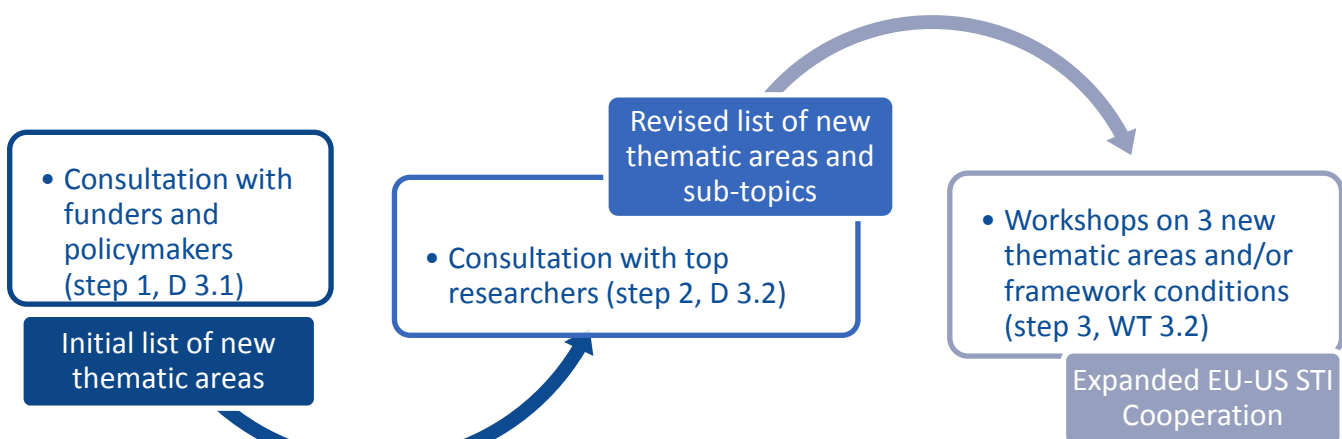 • Consultation with
funders and
policymakers
(step 1, D 3.1)
Initial list of new
thematic areas
Revised list of new
thematic areas and
sub-topics
• Consultation with top
researchers (step 2, D 3.2)
• Workshops on 3 new
thematic areas and/or
framework conditions
(step 3, WT 3.2)
Expanded EU-US STI
Cooperation